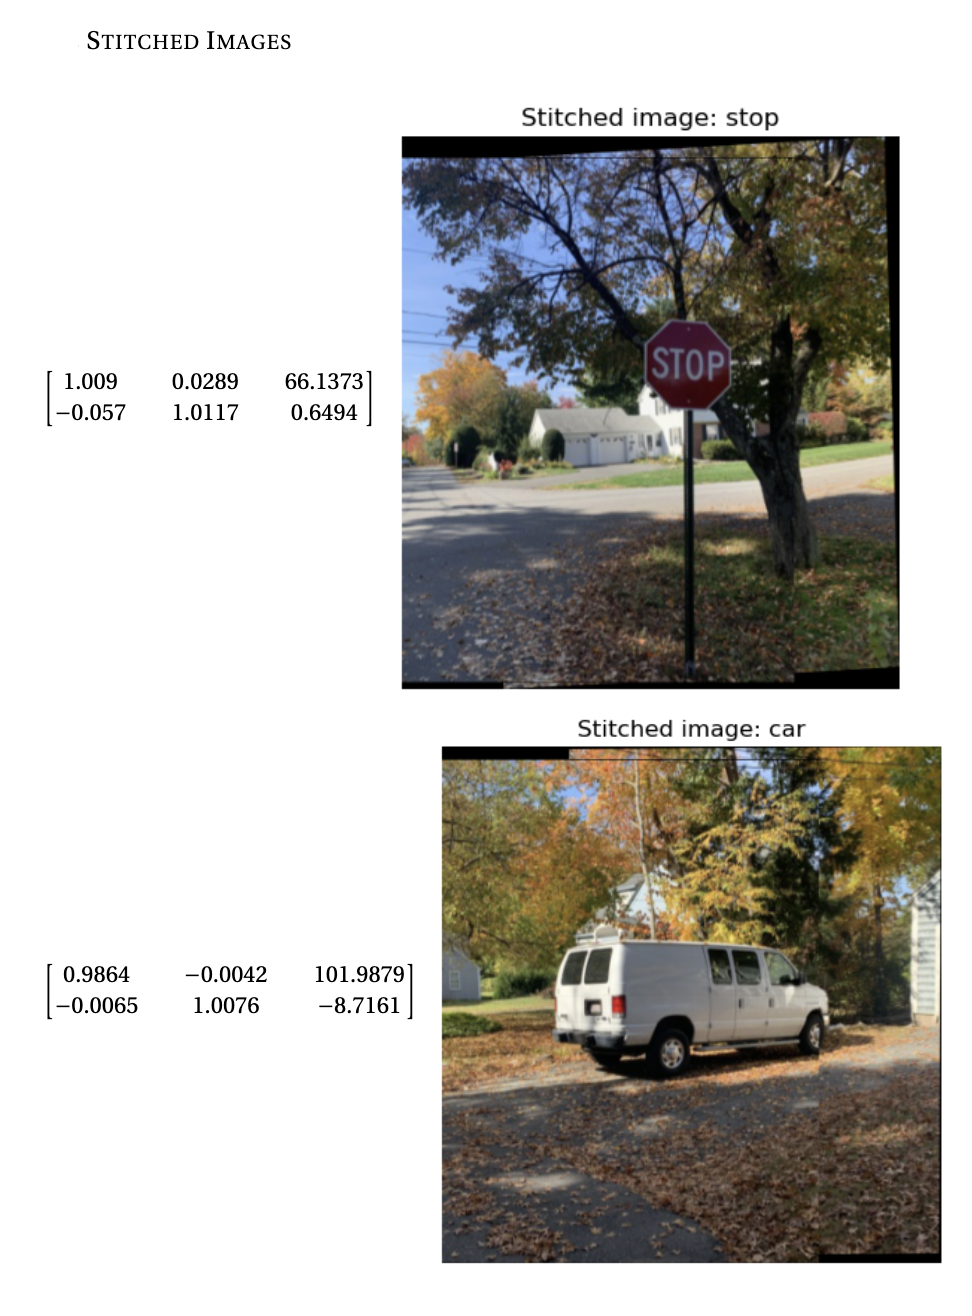 STITCHED IMAGES
Stitched image: stop
STOP
1.009 0.0289 66.1373
−0.057 1.0117 0.6494
Stitched image: car
0.9864 −0.0042 101.9879
−0.0065 1.0076 −8.7161